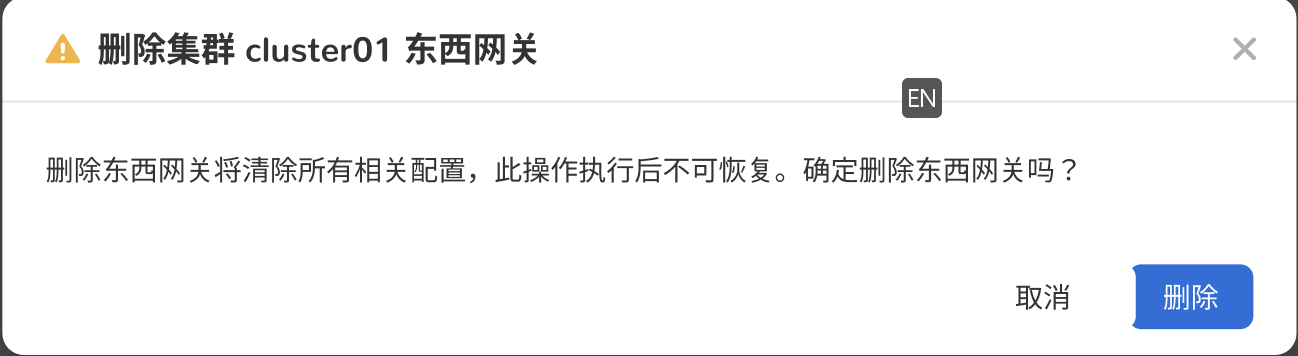 删除集群 cluster01 东西网关
EN
删除东西网关将清除所有相关配置，此操作执行后不可恢复。确定删除东西网关吗？
取消
删除